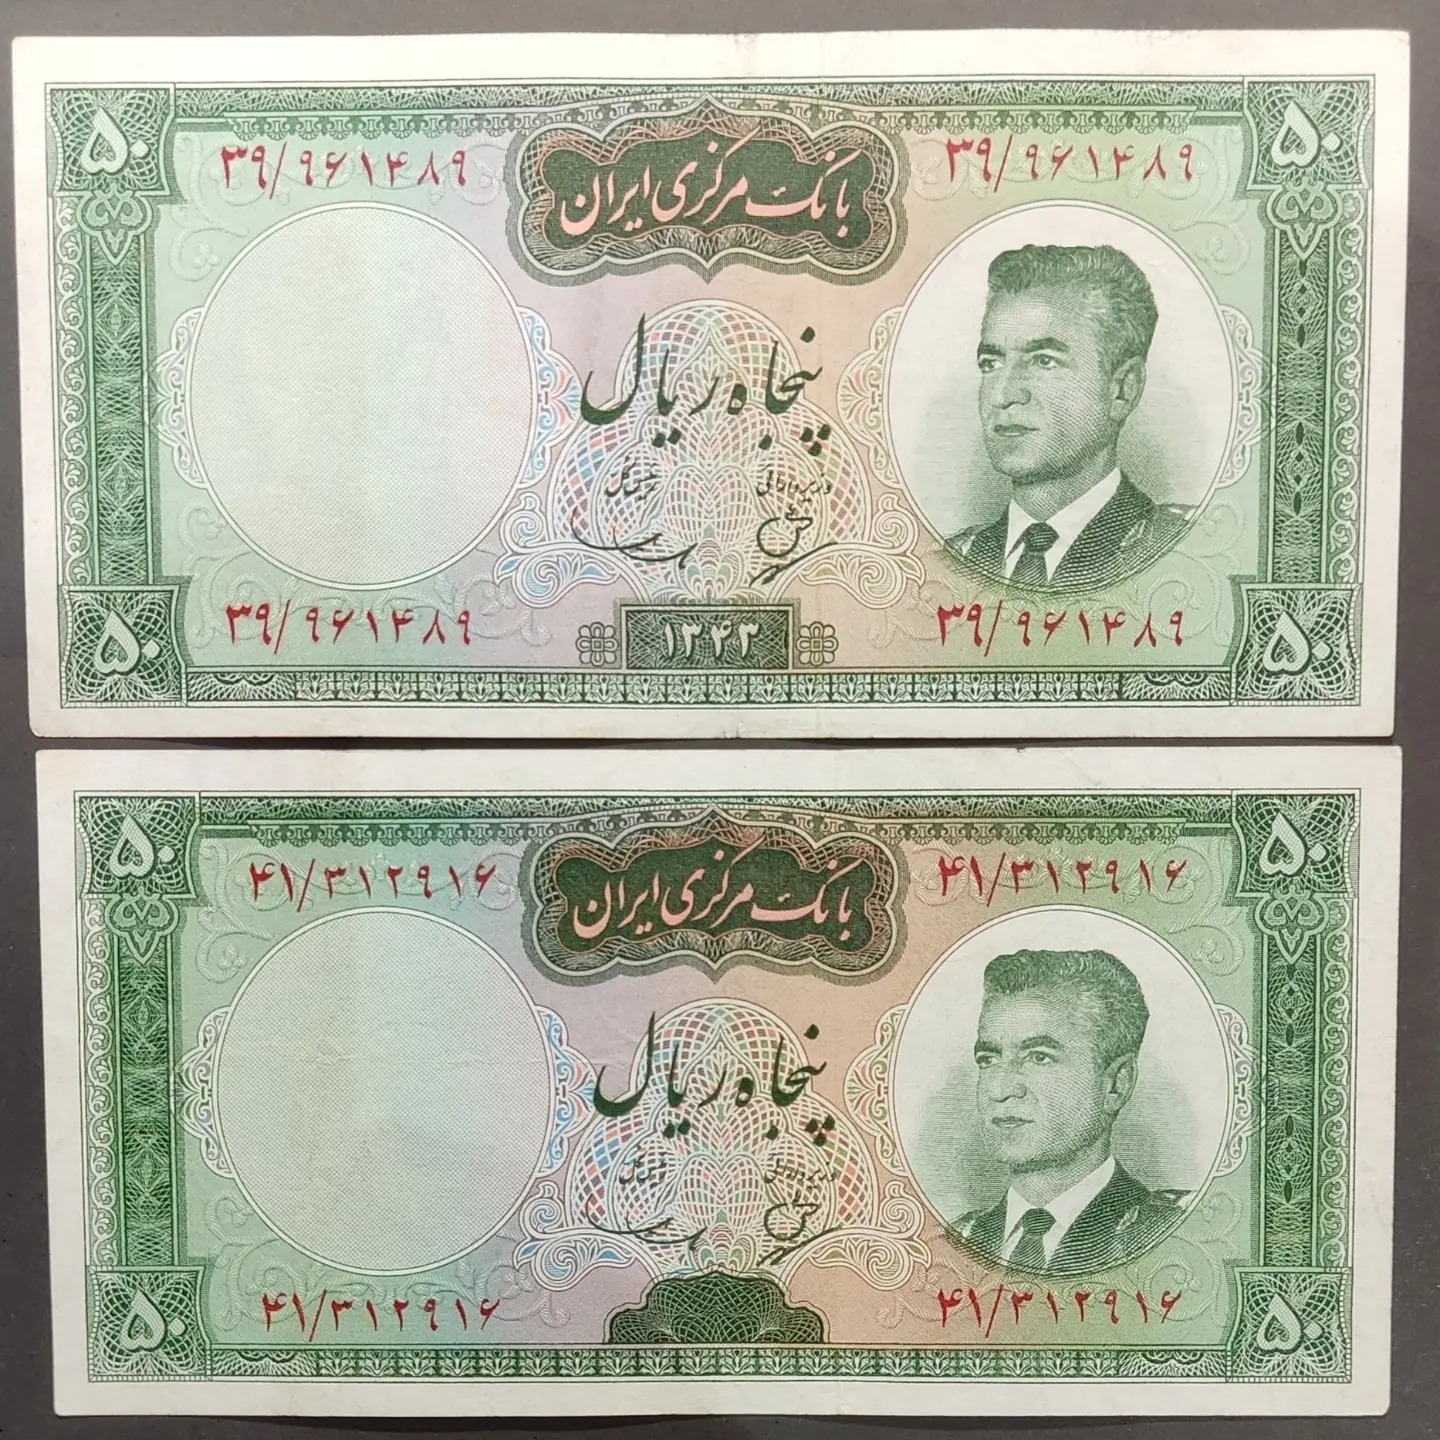 ۵۰ ۵۰
۳۹/۹۶۱۴۸۹ بانک مرکزی ایران ۳۹/۹۶۱۴۸۹
پنجاه ریال
۳۹/۹۶۱۴۸۹ ۱۳۴۳ ۳۹/۹۶۱۴۸۹
۵۰ ۵۰
۵۰ ۵۰
۴۱/۳۱۲۹۱۶ بانک مرکزی ایران ۴۱/۳۱۲۹۱۶
پنجاه ریال
۴۱/۳۱۲۹۱۶ ۴۱/۳۱۲۹۱۶
۵۰ ۵۰